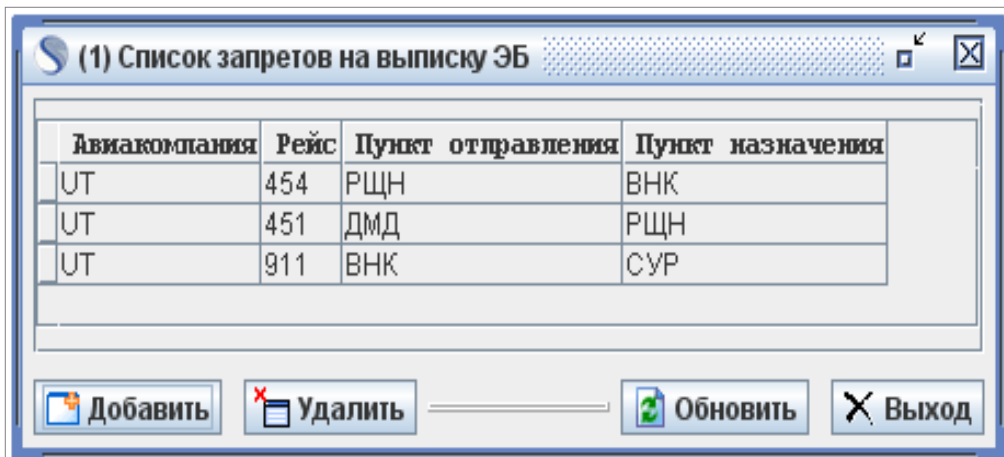 (1) Список запретов на выписку ЭБ
Авиакомпания Рейс Пункт отправления Пункт назначения
UT 454 РЩН ВНК
UT 451 ДМД РЩН
UT 911 ВНК СУР
Добавить Удалить Обновить Выход